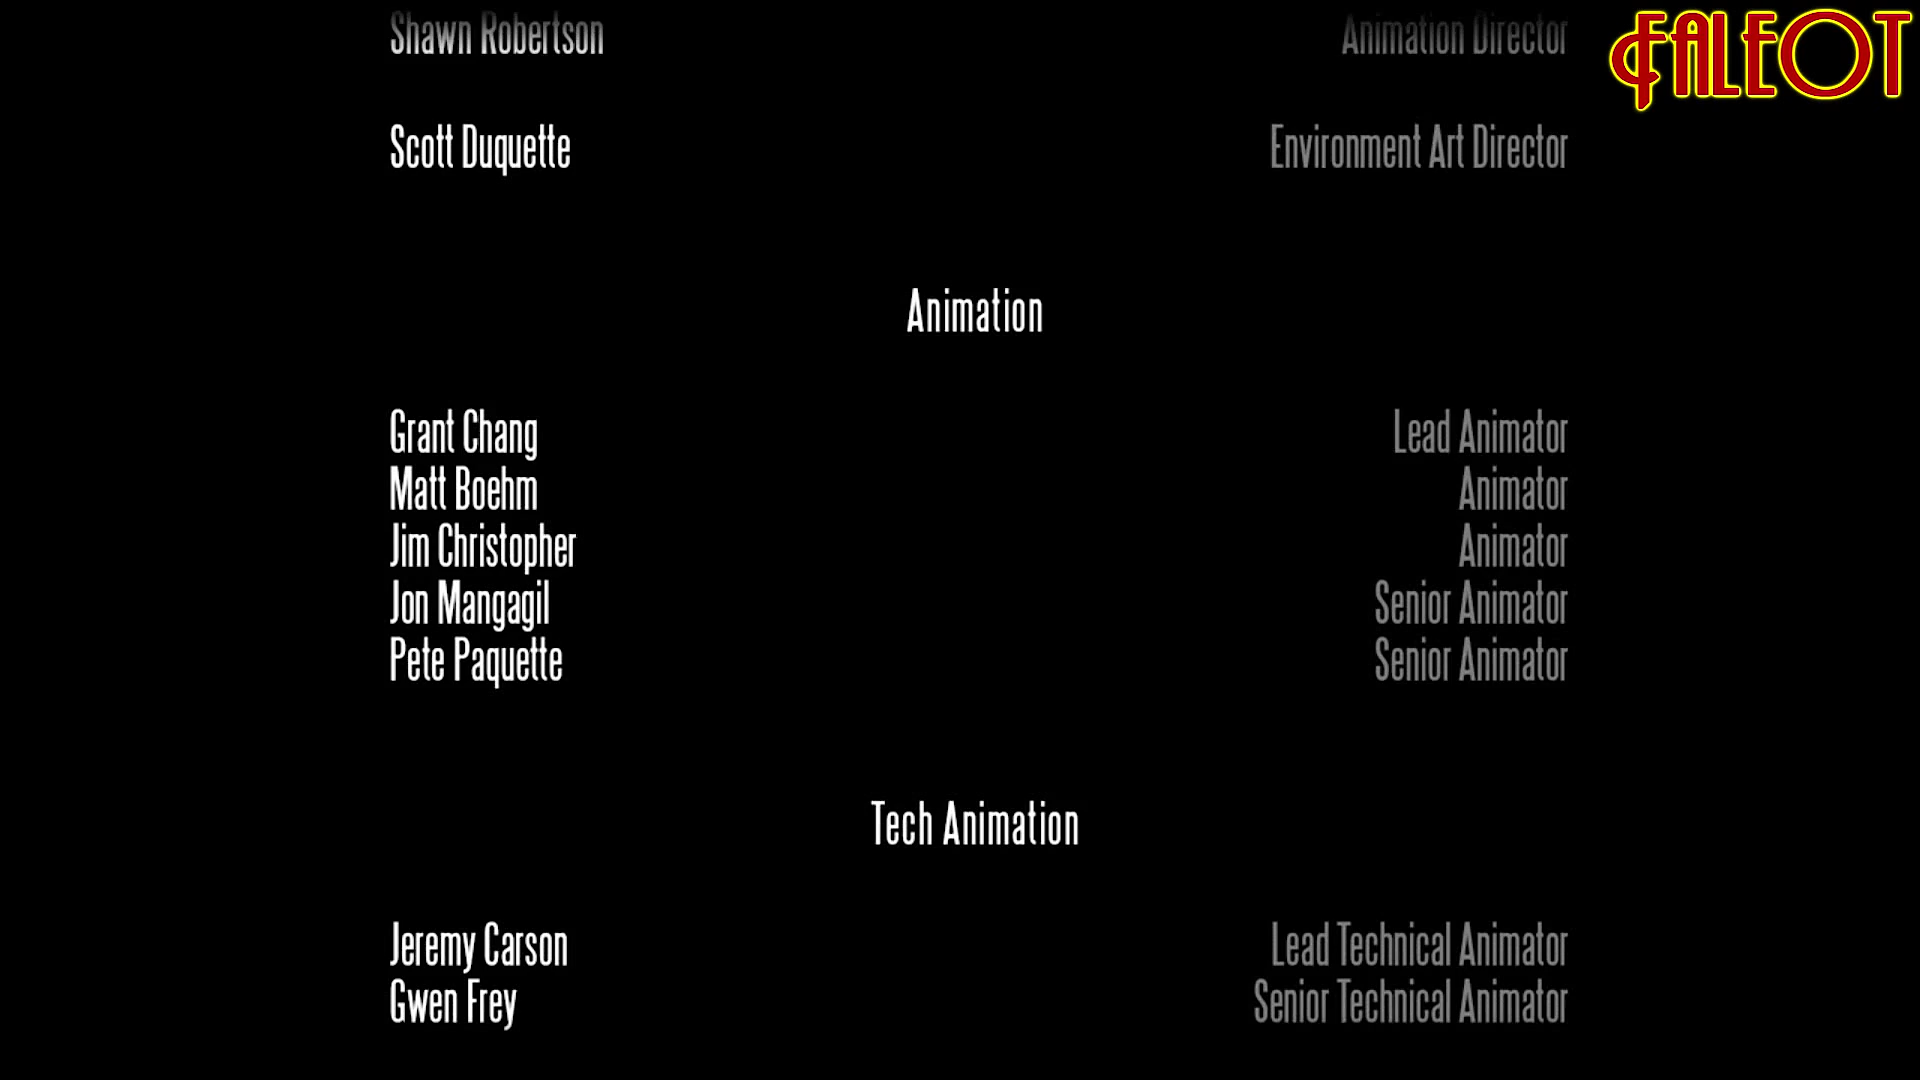 Shawn Robertson Animation Director
FALEOT
Scott Duquette Environment Art Director
Animation
Grant Chang Lead Animator
Matt Boehm Animator
Jim Christopher Animator
Jon Mangagil Senior Animator
Pete Paquette Senior Animator
Tech Animation
Jeremy Carson Lead Technical Animator
Gwen Frey Senior Technical Animator